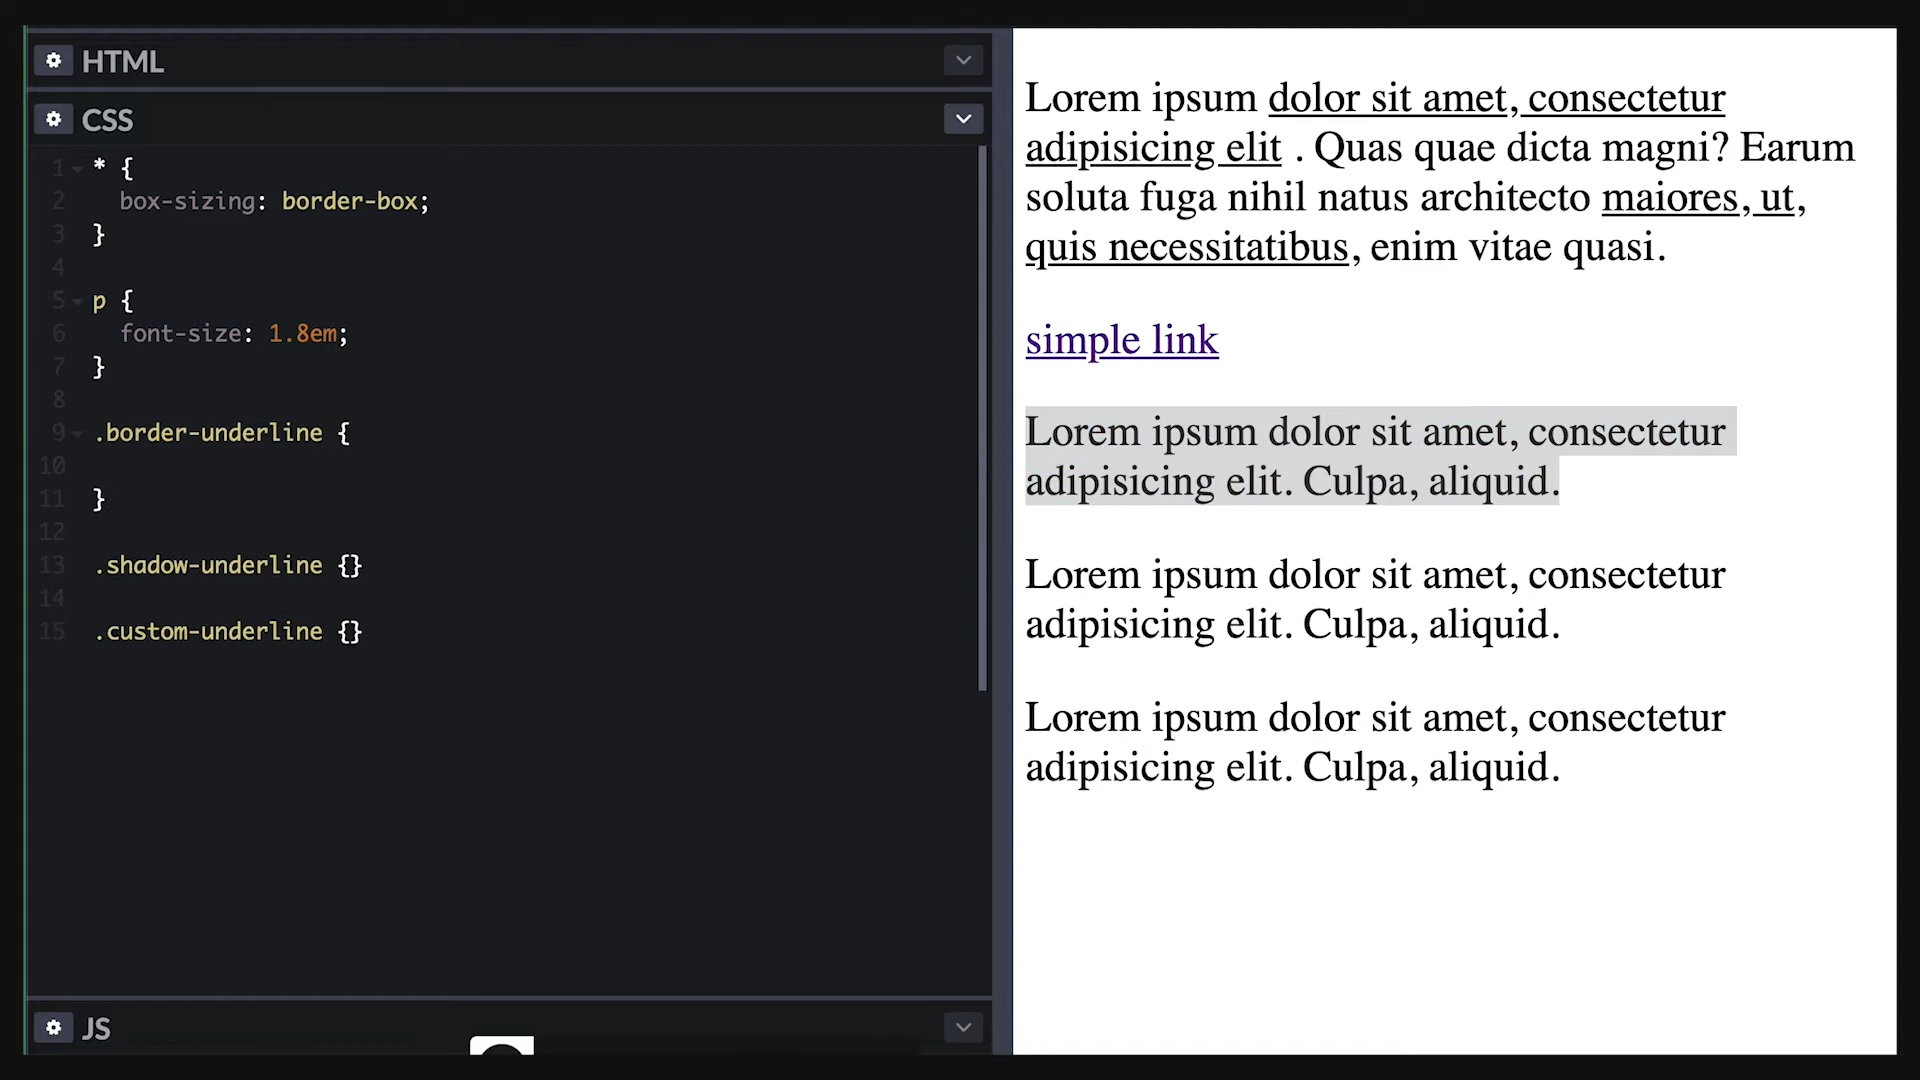 HTML
CSS
1 * {
2 box-sizing: border-box;
3 }
4
5 p {
6 font-size: 1.8em;
7 }
8
9 .border-underline {
10
11 }
12
13 .shadow-underline {}
14
15 .custom-underline {}
JS
Lorem ipsum dolor sit amet, consectetur
adipisicing elit . Quas quae dicta magni? Earum
soluta fuga nihil natus architecto maiores, ut,
quis necessitatibus, enim vitae quasi.
simple link
Lorem ipsum dolor sit amet, consectetur
adipisicing elit. Culpa, aliquid.
Lorem ipsum dolor sit amet, consectetur
adipisicing elit. Culpa, aliquid.
Lorem ipsum dolor sit amet, consectetur
adipisicing elit. Culpa, aliquid.